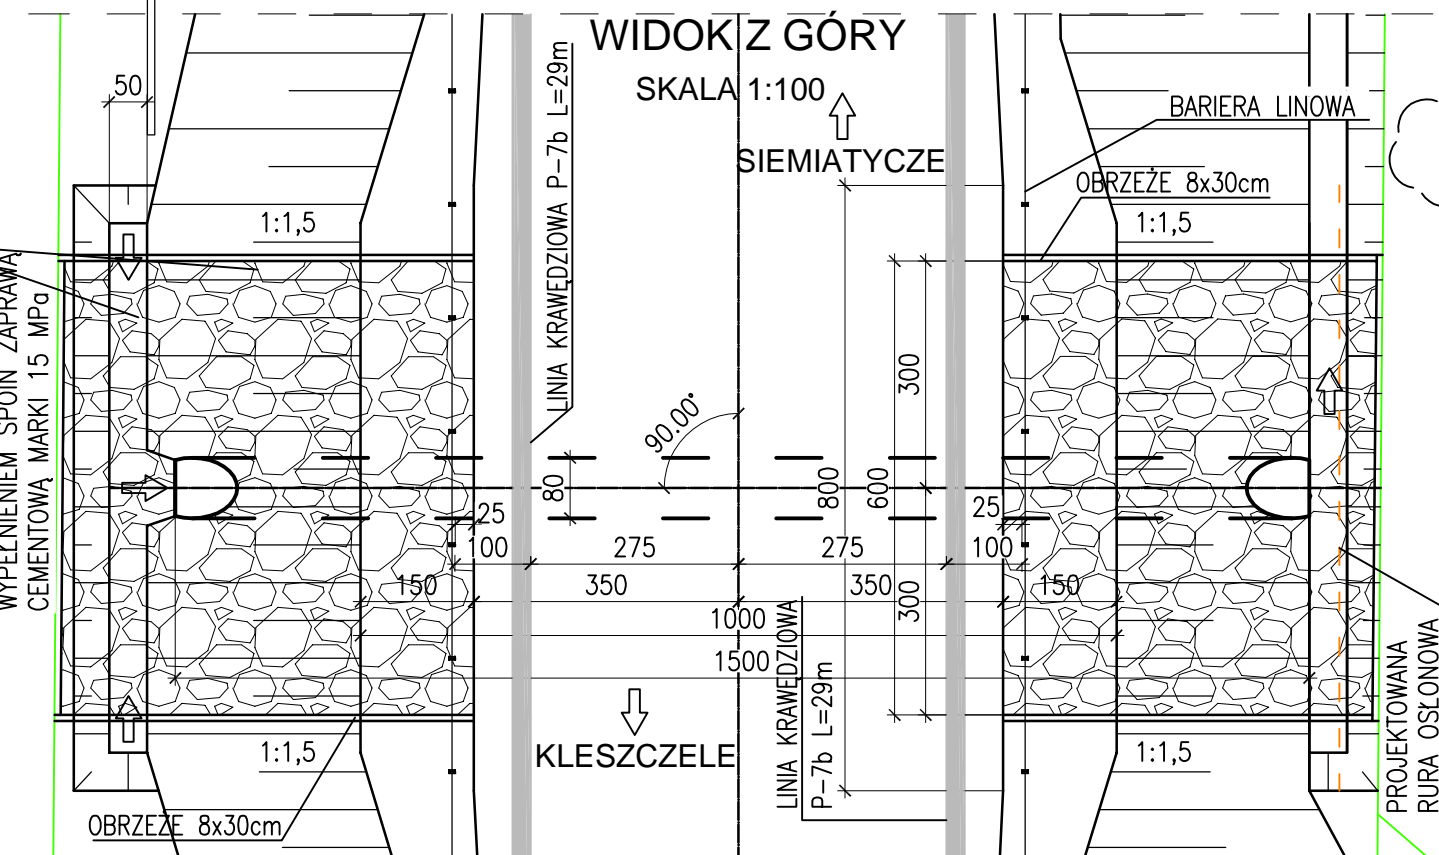 WIDOK Z GÓRY
SKALA 1:100
SIEMIATYCZE
50
LINIA KRAWĘDZIOWA P-7b L=29m
BARIERA LINOWA
OBRZEŻE 8x30cm
1:1,5
1:1,5
WYPEŁNIENIEM SPOIN ZAPRAWĄ
CEMENTOWĄ MARKI 15 MPa
90.00°
300
80
800
600
25
25
100
275
275
100
150
350
350
150
300
1000
1500
KLESZCZELE
LINIA KRAWĘDZIOWA
P-7b L=29m
PROJEKTOWANA
RURA OSŁONOWA
1:1,5
1:1,5
OBRZEŻE 8x30cm